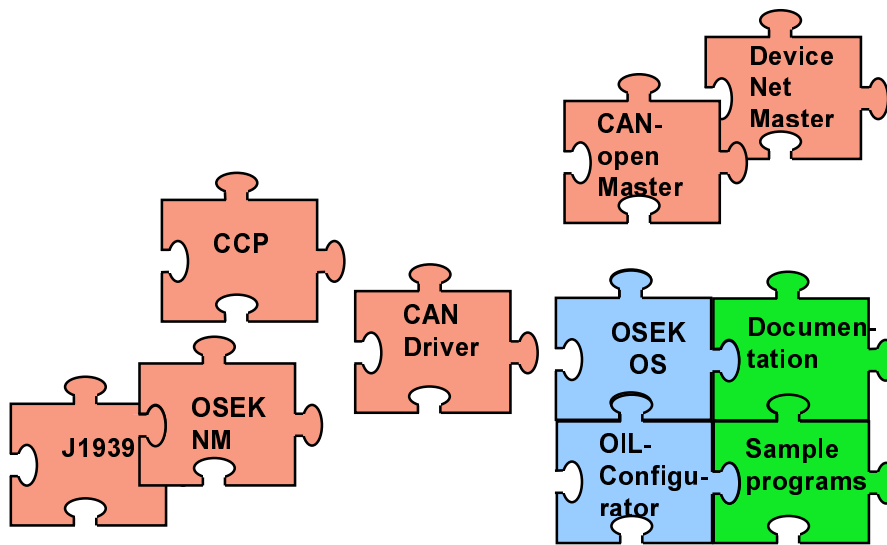 Device
Net
Master
CAN-
open
Master
CCP
CAN
Driver
OSEK
OS
Documen-
tation
J1939
OSEK
NM
OIL-
Configu-
rator
Sample
programs